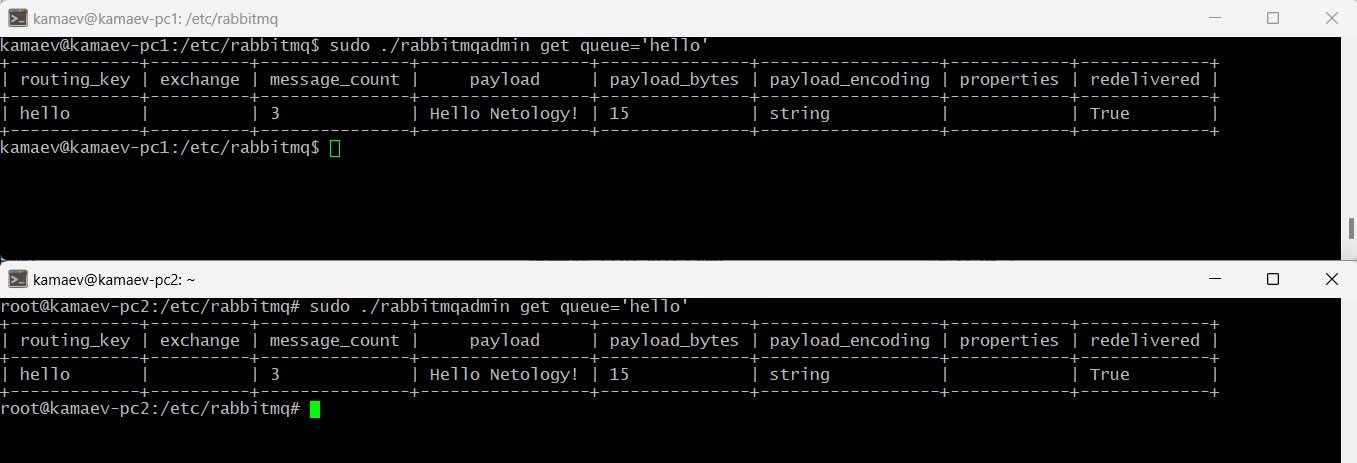 kamaev@kamaev-pc1: /etc/rabbitmq
kamaev@kamaev-pc1:/etc/rabbitmq$ sudo ./rabbitmqadmin get queue='hello'
+-------------+----------+---------------+-----------------+---------------+------------------+------------+-------------+
| routing_key | exchange | message_count |     payload     | payload_bytes | payload_encoding | properties | redelivered |
+-------------+----------+---------------+-----------------+---------------+------------------+------------+-------------+
| hello       |          | 3             | Hello Netology! | 15            | string           |            | True        |
+-------------+----------+---------------+-----------------+---------------+------------------+------------+-------------+
kamaev@kamaev-pc1:/etc/rabbitmq$
kamaev@kamaev-pc2: ~
root@kamaev-pc2:/etc/rabbitmq# sudo ./rabbitmqadmin get queue='hello'
+-------------+----------+---------------+-----------------+---------------+------------------+------------+-------------+
| routing_key | exchange | message_count |     payload     | payload_bytes | payload_encoding | properties | redelivered |
+-------------+----------+---------------+-----------------+---------------+------------------+------------+-------------+
| hello       |          | 3             | Hello Netology! | 15            | string           |            | True        |
+-------------+----------+---------------+-----------------+---------------+------------------+------------+-------------+
root@kamaev-pc2:/etc/rabbitmq#